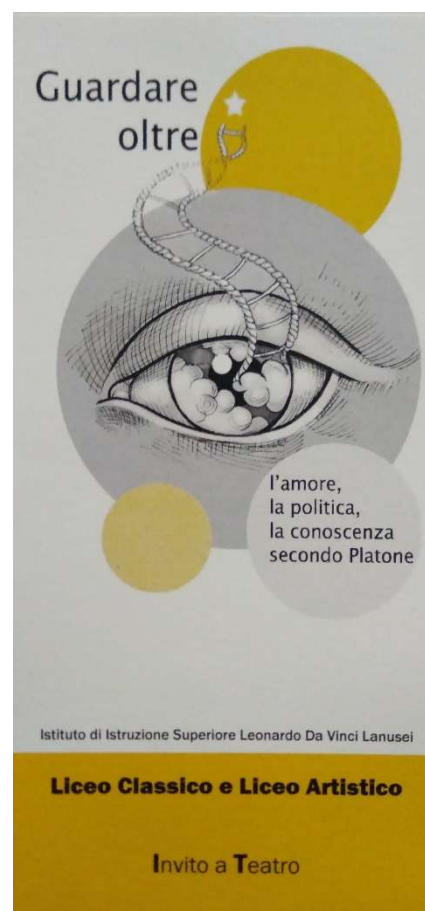 Guardare
oltre
l'amore,
la politica,
la conoscenza
secondo Platone
Istituto di Istruzione Superiore Leonardo Da Vinci Lanusei
Liceo Classico e Liceo Artistico
Invito a Teatro